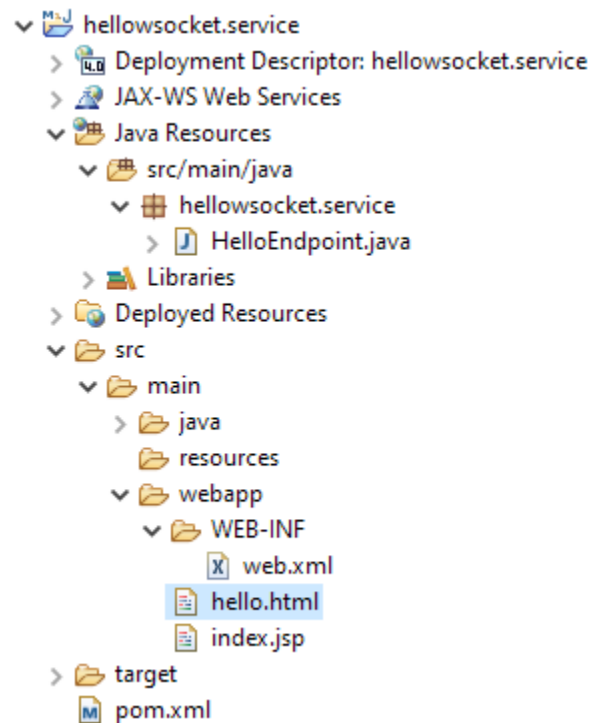 hellowsocket.service
Deployment Descriptor: hellowsocket.service
JAX-WS Web Services
Java Resources
src/main/java
hellowsocket.service
HelloEndpoint.java
Libraries
Deployed Resources
src
main
java
resources
webapp
WEB-INF
web.xml
hello.html
index.jsp
target
pom.xml